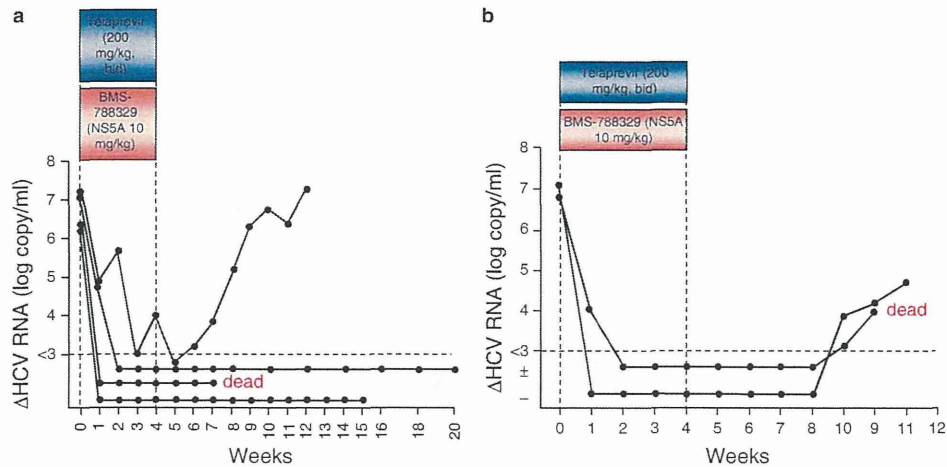 a
Telaprevir
(200
mg/kg,
bid)
BMS-
788329
(NS5A 10
mg/kg)
8
7
6
5
4
<3
ΔHCV RNA (log copy/ml)
dead
0 1 2 3 4 5 6 7 8 9 10 11 12 13 14 15 16 18 20
Weeks
b
Telaprevir (200
mg/kg, bid)
BMS-788329 (NS5A
10 mg/kg)
8
7
6
5
4
<3
±
–
ΔHCV RNA (log copy/ml)
dead
0 1 2 3 4 5 6 7 8 10 9 11 12
Weeks